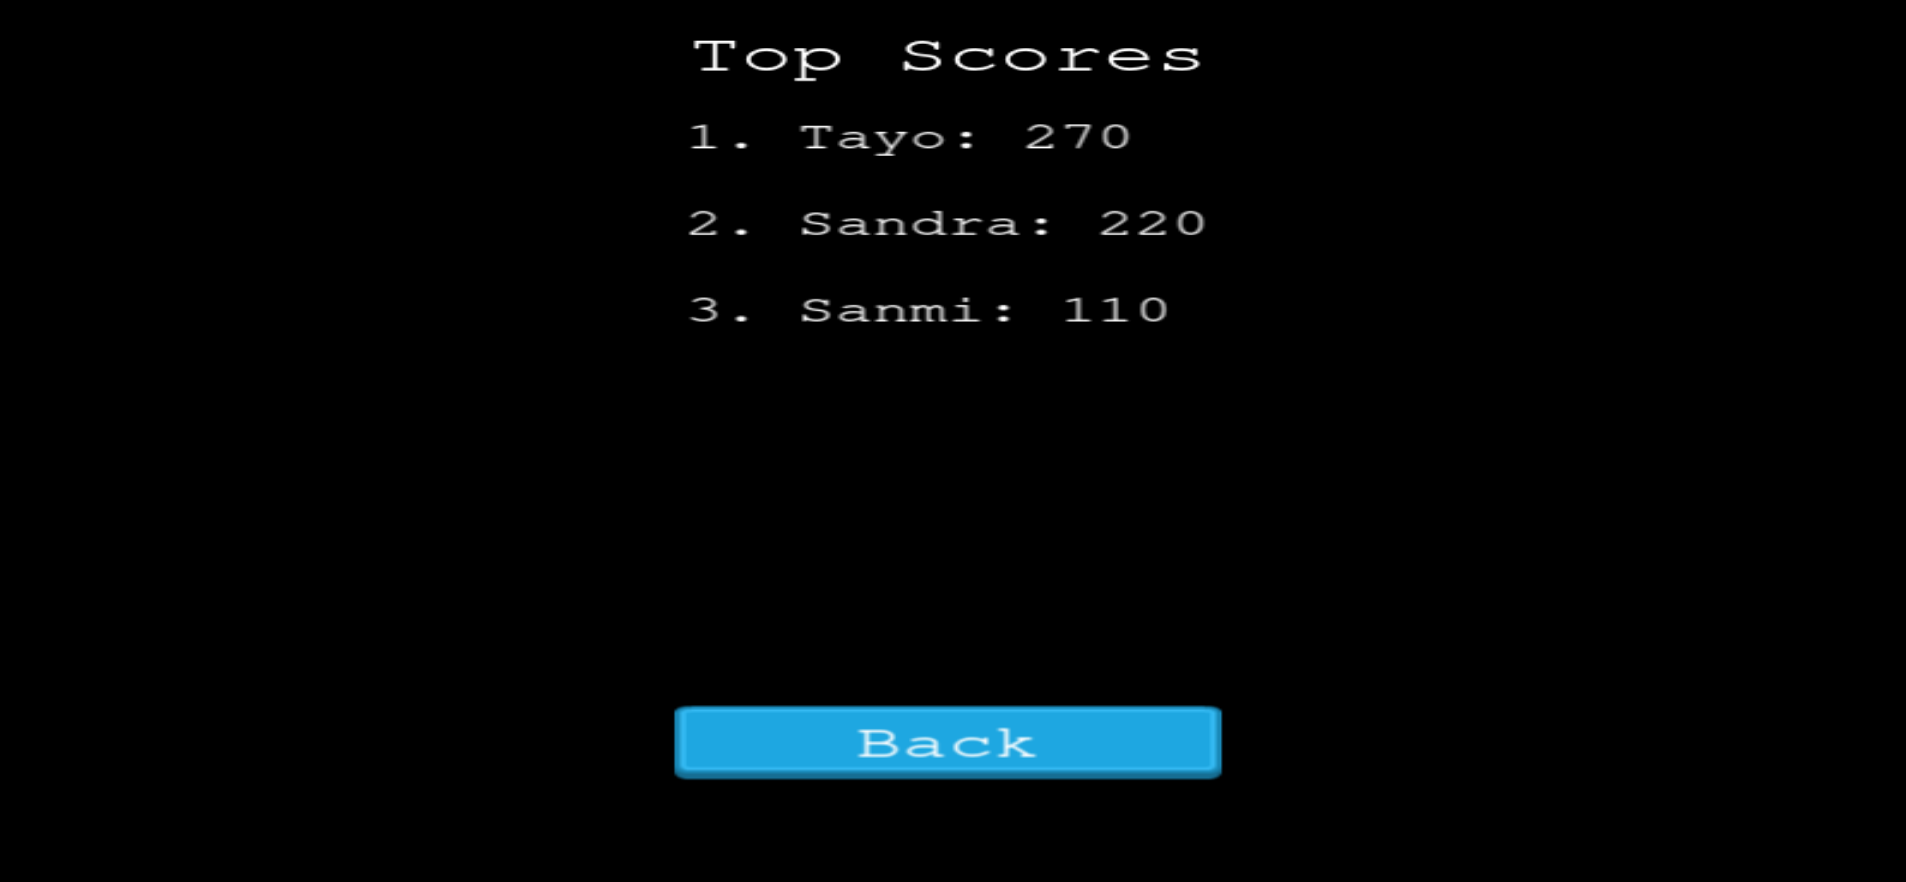 Top Scores
1. Tayo: 270
2. Sandra: 220
3. Sanmi: 110
Back